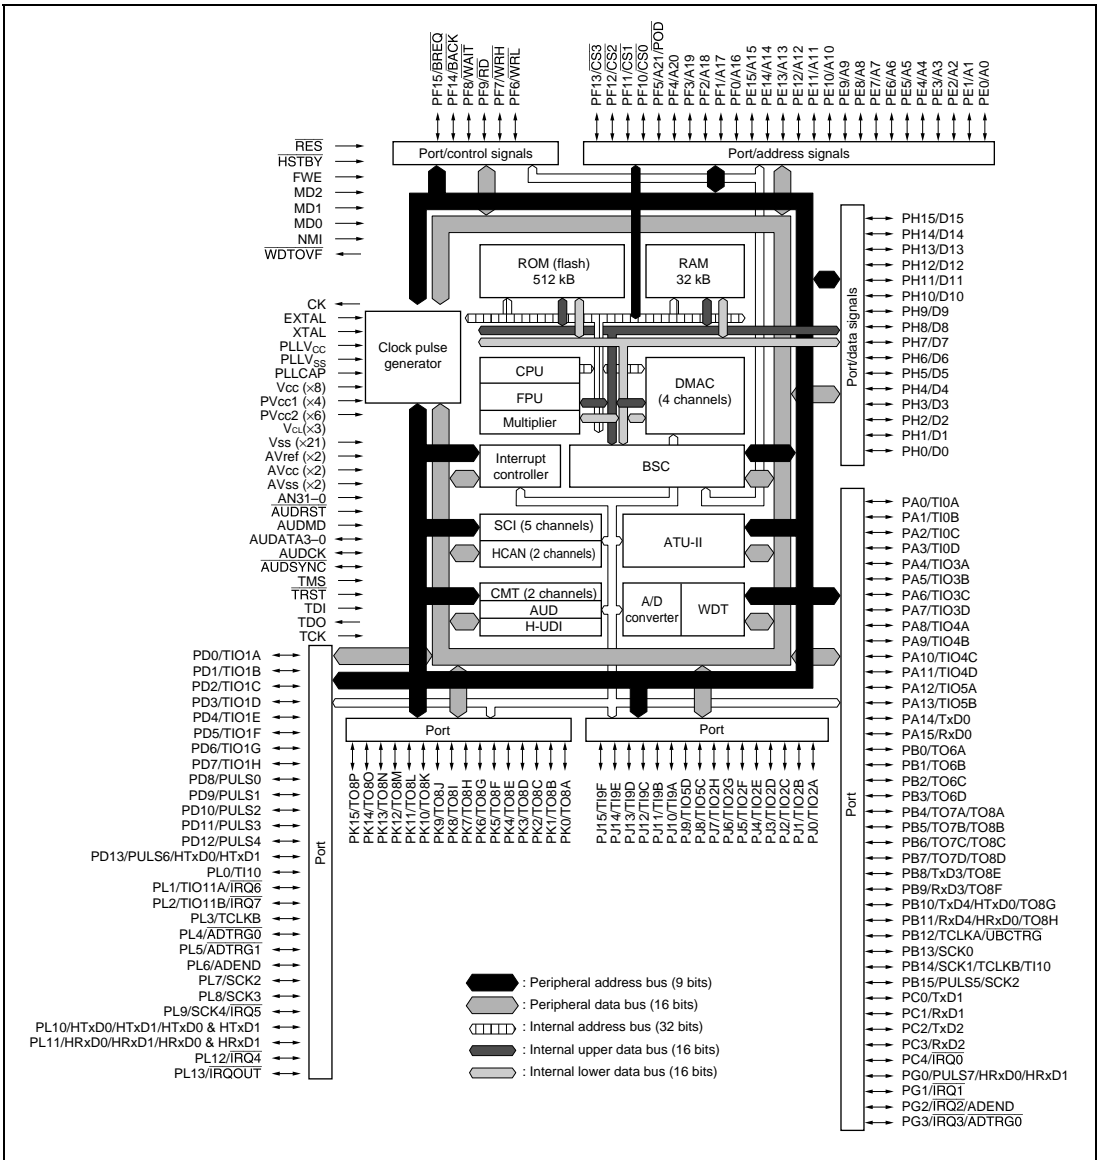 PF15/BREQ
PF14/BACK
PF8/WAIT
PF9/RD
PF7/WRH
PF6/WRL
PF13/CS3
PF12/CS2
PF11/CS1
PF10/CS0
PF5/A21/POD
PF4/A20
PF3/A19
PF2/A18
PF1/A17
PF0/A16
PE15/A15
PE14/A14
PE13/A13
PE12/A12
PE11/A11
PE10/A10
PE9/A9
PE8/A8
PE7/A7
PE6/A6
PE5/A5
PE4/A4
PE3/A3
PE2/A2
PE1/A1
PE0/A0
Port/control signals
Port/address signals
RES
HSTBY
FWE
MD2
MD1
MD0
NMI
WDTOVF
CK
EXTAL
XTAL
PLLVCC
PLLVSS
PLLCAP
Vcc (×8)
PVcc1 (×4)
PVcc2 (×6)
VCL(×3)
Vss (×21)
AVref (×2)
AVcc (×2)
AVss (×2)
AN31–0
AUDRST
AUDMD
AUDATA3–0
AUDCK
AUDSYNC
TMS
TRST
TDI
TDO
TCK
ROM (flash)
512 kB
RAM
32 kB
Clock pulse
generator
CPU
FPU
Multiplier
DMAC
(4 channels)
Interrupt
controller
BSC
SCI (5 channels)
HCAN (2 channels)
ATU-II
CMT (2 channels)
AUD
H-UDI
A/D
converter
WDT
Port/data signals
PH15/D15
PH14/D14
PH13/D13
PH12/D12
PH11/D11
PH10/D10
PH9/D9
PH8/D8
PH7/D7
PH6/D6
PH5/D5
PH4/D4
PH3/D3
PH2/D2
PH1/D1
PH0/D0
PD0/TIO1A
PD1/TIO1B
PD2/TIO1C
PD3/TIO1D
PD4/TIO1E
PD5/TIO1F
PD6/TIO1G
PD7/TIO1H
PD8/PULS0
PD9/PULS1
PD10/PULS2
PD11/PULS3
PD12/PULS4
PD13/PULS6/HTxD0/HTxD1
PL0/TI10
PL1/TIO11A/IRQ6
PL2/TIO11B/IRQ7
PL3/TCLKB
PL4/ADTRG0
PL5/ADTRG1
PL6/ADEND
PL7/SCK2
PL8/SCK3
PL9/SCK4/IRQ5
PL10/HTxD0/HTxD1/HTxD0 & HTxD1
PL11/HRxD0/HRxD1/HRxD0 & HRxD1
PL12/IRQ4
PL13/IRQOUT
Port
Port
PK15/TO8P
PK14/TO8O
PK13/TO8N
PK12/TO8M
PK11/TO8L
PK10/TO8K
PK9/TO8J
PK8/TO8I
PK7/TO8H
PK6/TO8G
PK5/TO8F
PK4/TO8E
PK3/TO8D
PK2/TO8C
PK1/TO8B
PK0/TO8A
Port
PJ15/TI9F
PJ14/TI9E
PJ13/TI9D
PJ12/TI9C
PJ11/TI9B
PJ10/TI9A
PJ9/TIO5D
PJ8/TIO5C
PJ7/TIO2H
PJ6/TIO2G
PJ5/TIO2F
PJ4/TIO2E
PJ3/TIO2D
PJ2/TIO2C
PJ1/TIO2B
PJ0/TIO2A
Port
PA0/TI0A
PA1/TI0B
PA2/TI0C
PA3/TI0D
PA4/TIO3A
PA5/TIO3B
PA6/TIO3C
PA7/TIO3D
PA8/TIO4A
PA9/TIO4B
PA10/TIO4C
PA11/TIO4D
PA12/TIO5A
PA13/TIO5B
PA14/TxD0
PA15/RxD0
PB0/TO6A
PB1/TO6B
PB2/TO6C
PB3/TO6D
PB4/TO7A/TO8A
PB5/TO7B/TO8B
PB6/TO7C/TO8C
PB7/TO7D/TO8D
PB8/TxD3/TO8E
PB9/RxD3/TO8F
PB10/TxD4/HTxD0/TO8G
PB11/RxD4/HRxD0/TO8H
PB12/TCLKA/UBCTRG
PB13/SCK0
PB14/SCK1/TCLKB/TI10
PB15/PULS5/SCK2
PC0/TxD1
PC1/RxD1
PC2/TxD2
PC3/RxD2
PC4/IRQ0
PG0/PULS7/HRxD0/HRxD1
PG1/IRQ1
PG2/IRQ2/ADEND
PG3/IRQ3/ADTRG0
: Peripheral address bus (9 bits)
: Peripheral data bus (16 bits)
: Internal address bus (32 bits)
: Internal upper data bus (16 bits)
: Internal lower data bus (16 bits)